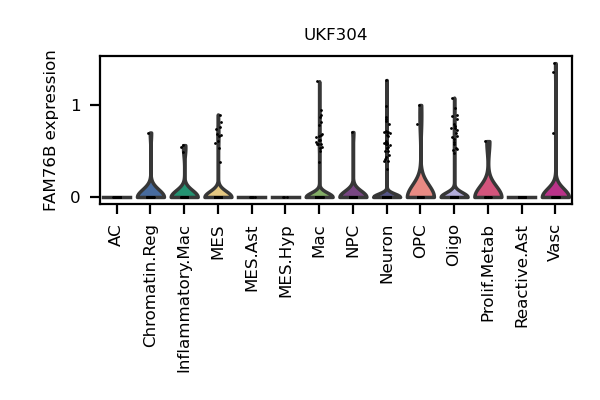 UKF304
FAM76B expression
1
0
AC
Chromatin.Reg
Inflammatory.Mac
MES
MES.Ast
MES.Hyp
Mac
NPC
Neuron
OPC
Oligo
Prolif.Metab
Reactive.Ast
Vasc